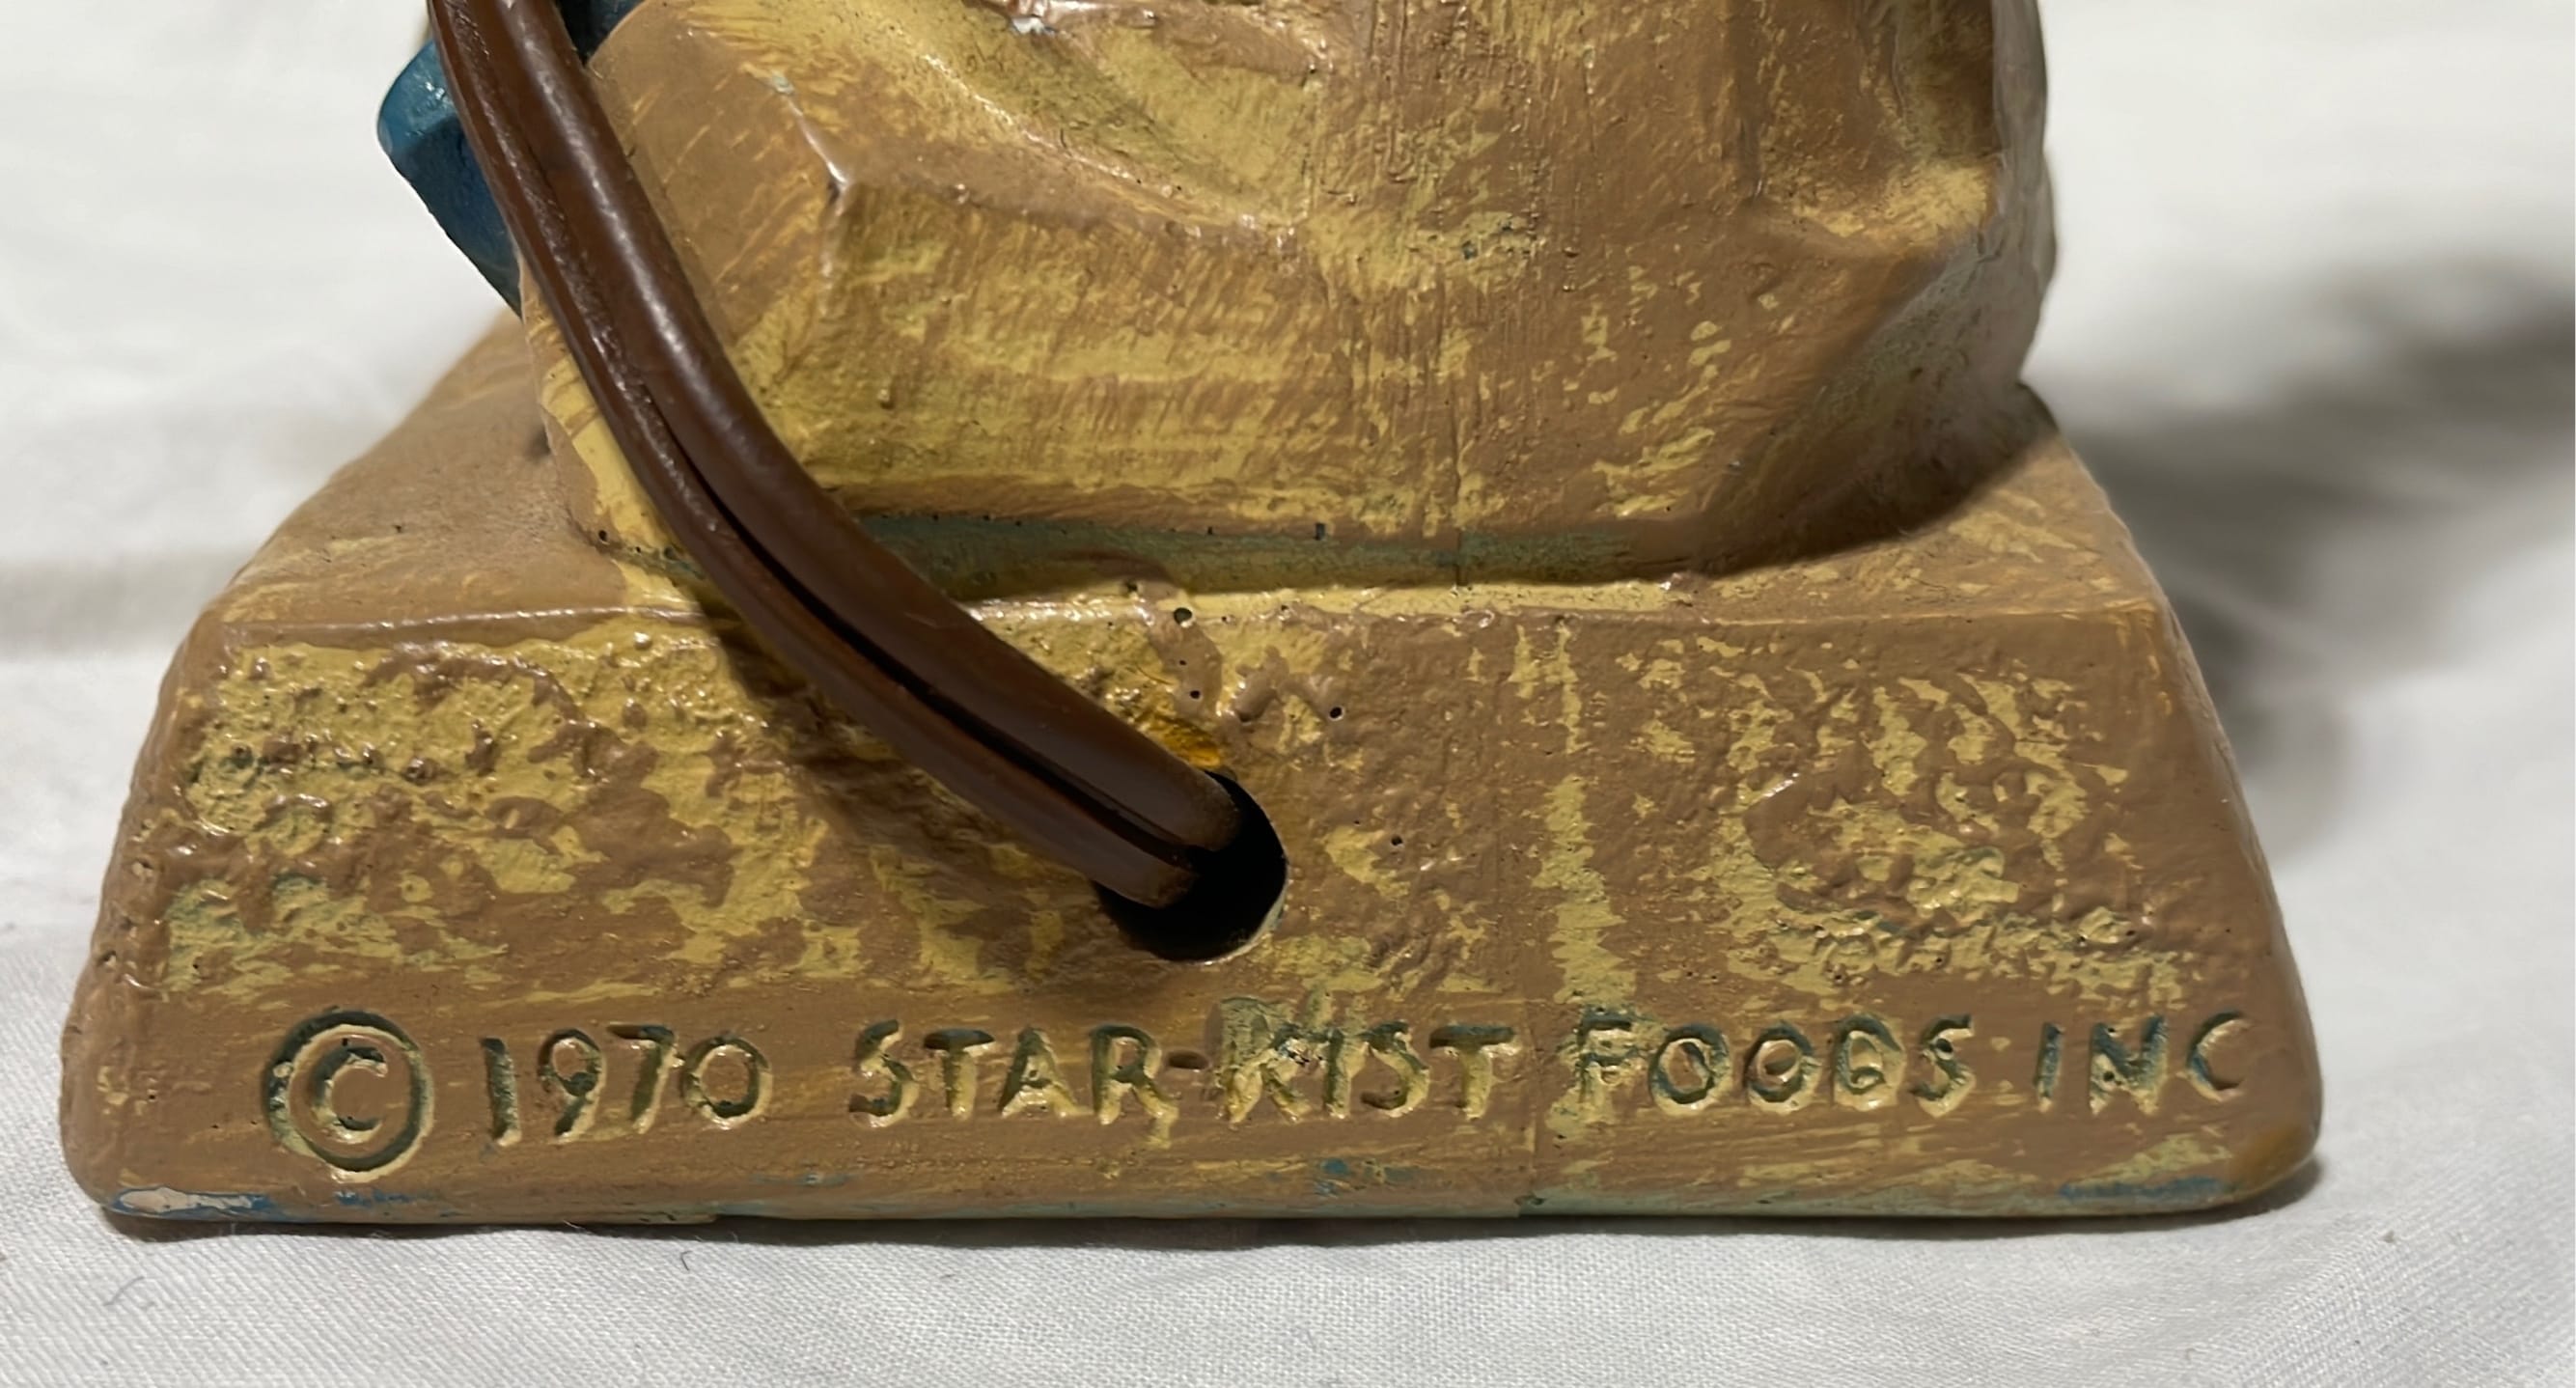 © 1970 STAR-KIST FOODS INC